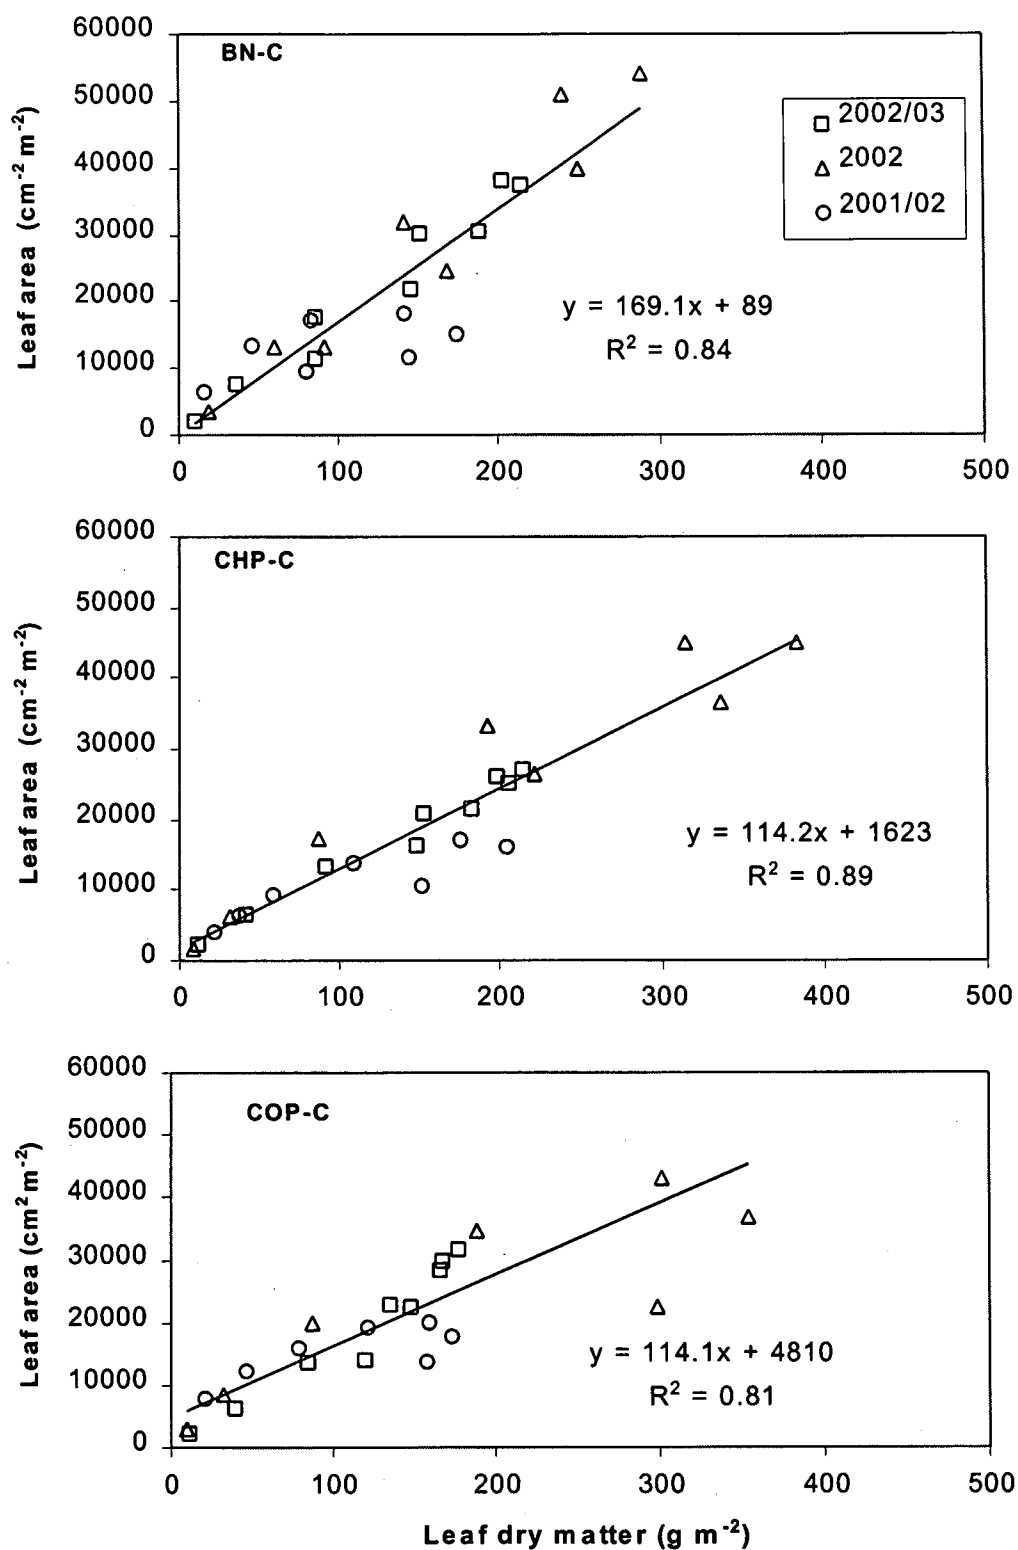 60000
BN-C
50000
40000
30000
20000
10000
0
Leaf area (cm⁻² m⁻²)
2002/03
2002
2001/02
y = 169.1x + 89
R² = 0.84
0 100 200 300 400 500
60000
CHP-C
50000
40000
30000
20000
10000
0
Leaf area (cm⁻² m⁻²)
y = 114.2x + 1623
R² = 0.89
0 100 200 300 400 500
60000
COP-C
50000
40000
30000
20000
10000
0
Leaf area (cm² m⁻²)
y = 114.1x + 4810
R² = 0.81
0 100 200 300 400 500
Leaf dry matter (g m⁻²)